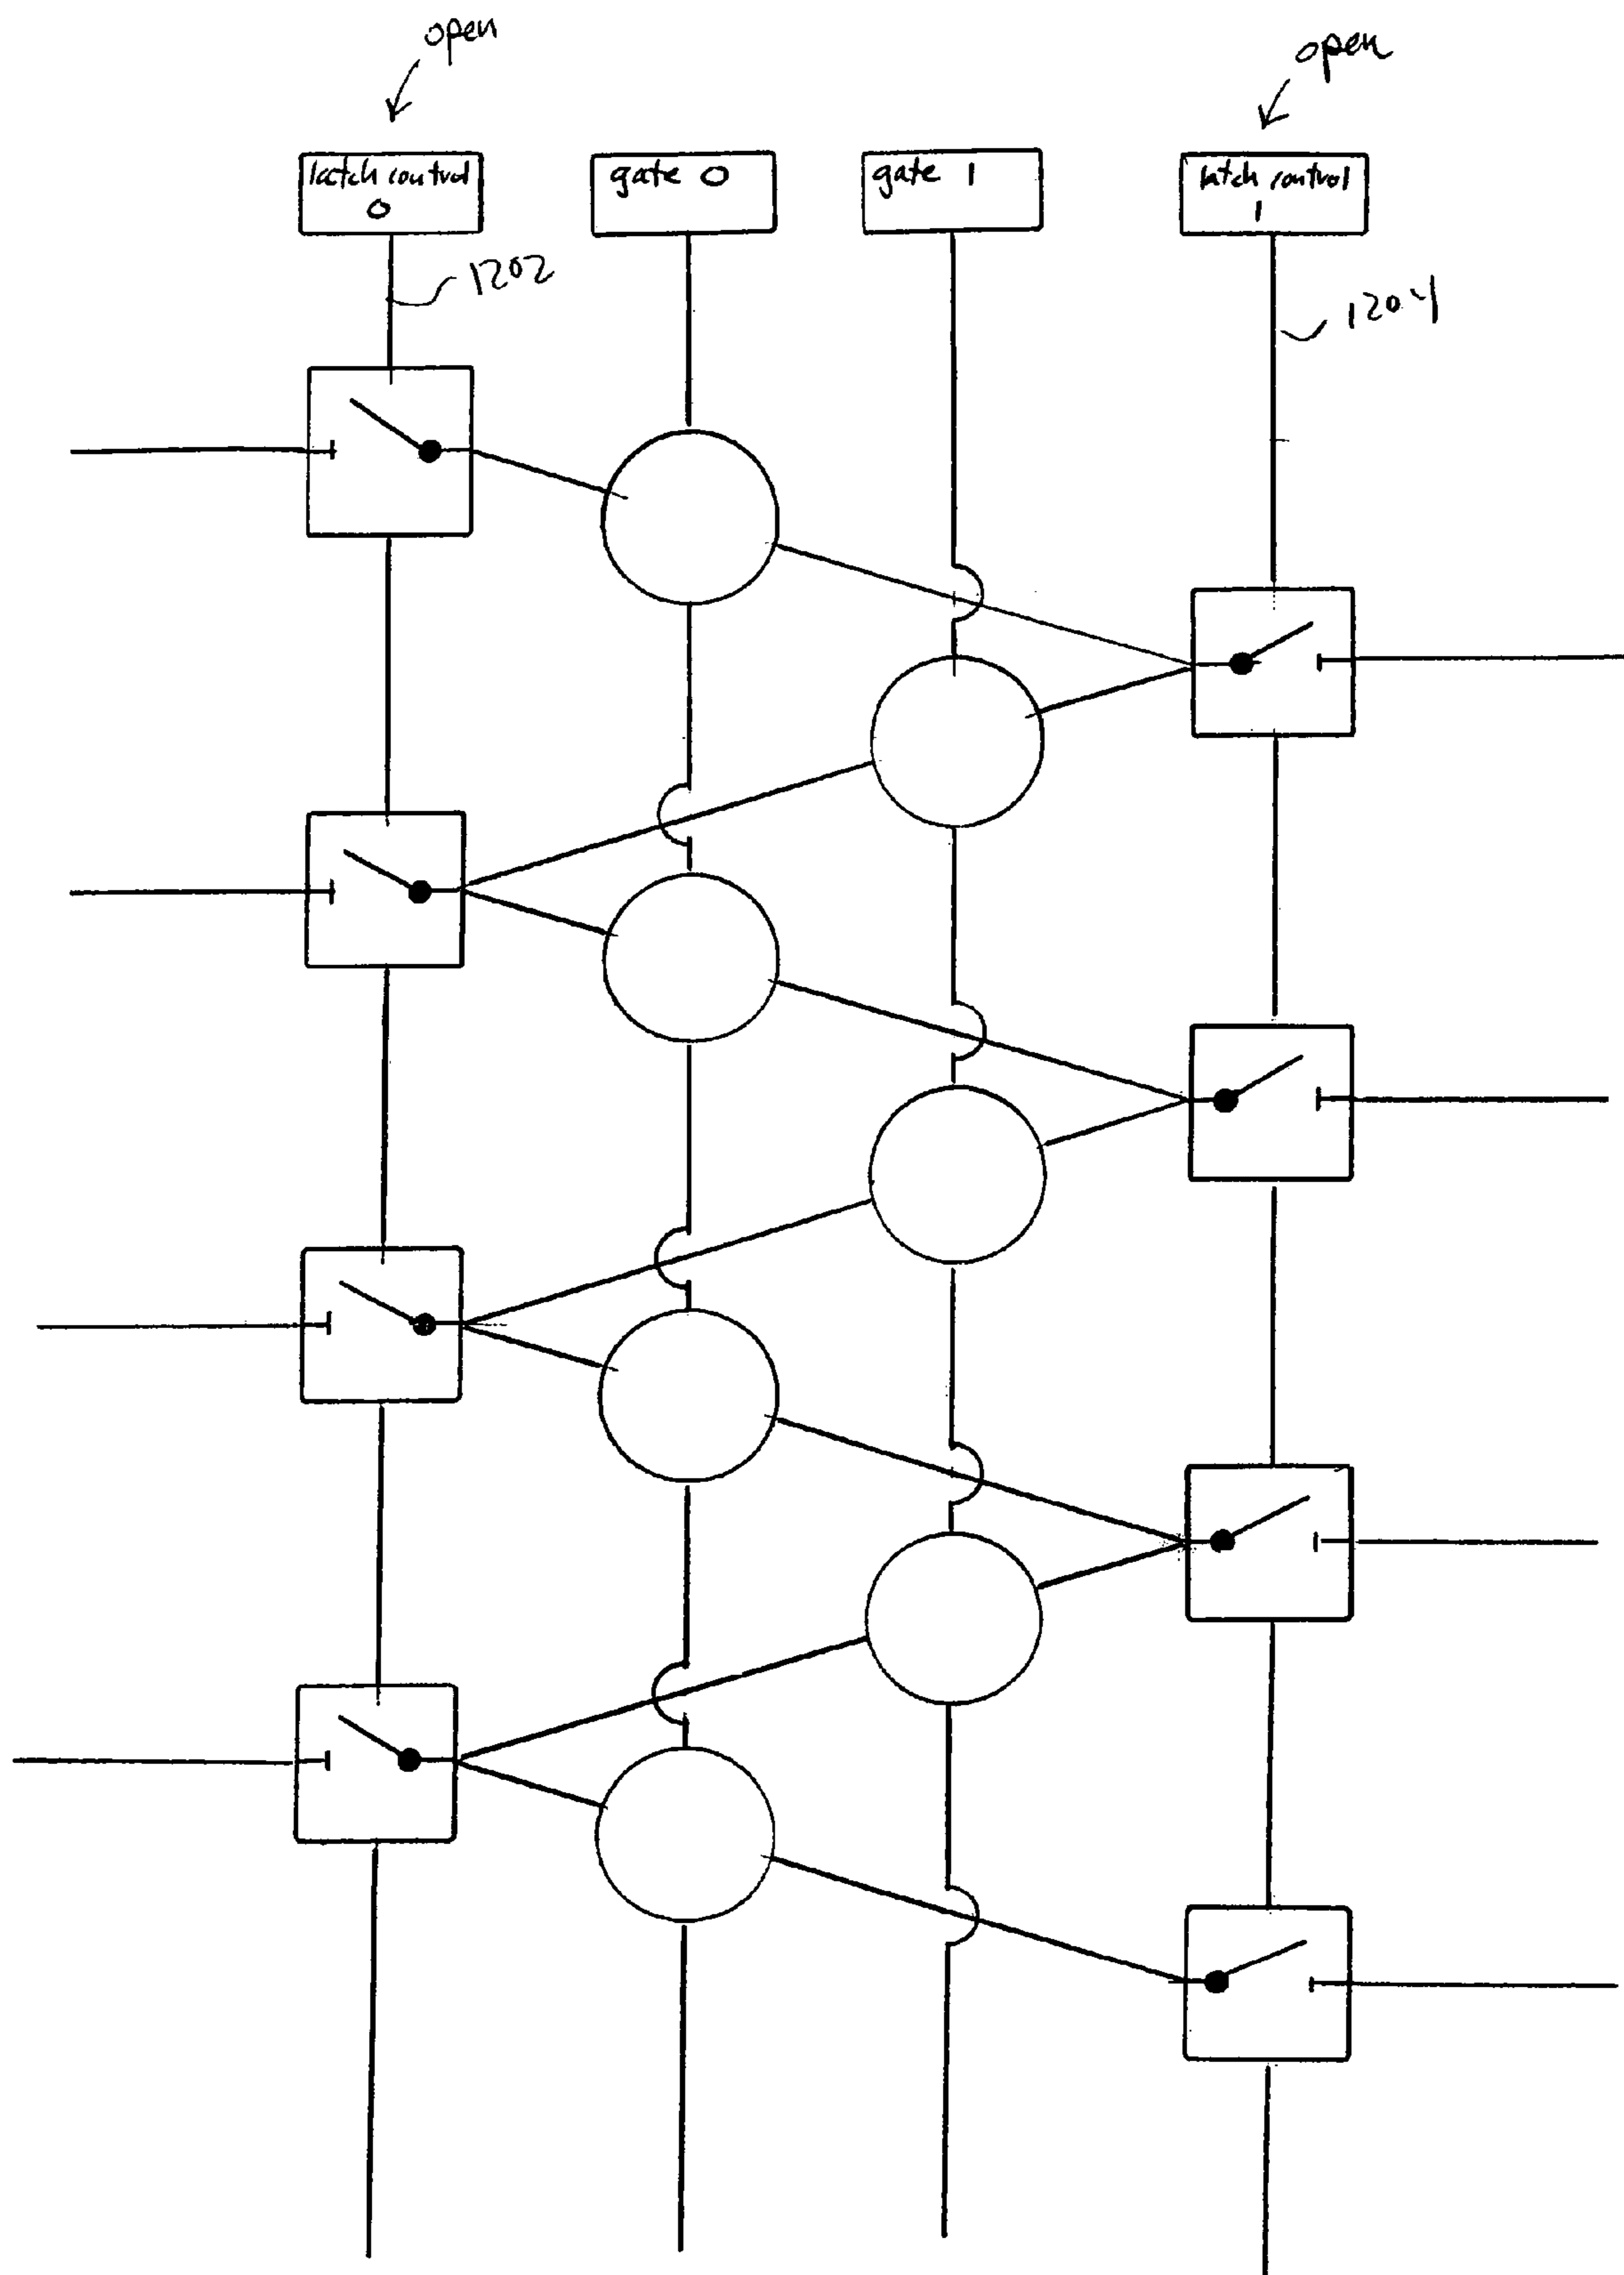 open
open
latch control
0
gate 0
gate 1
latch control
1
1202
1204